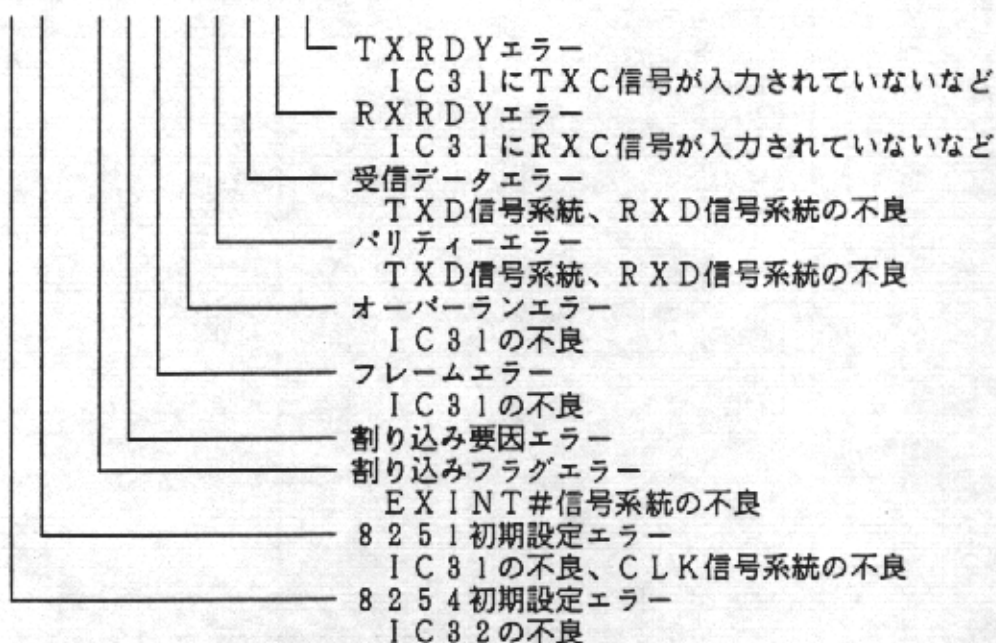 TXRDYエラー
IC31にTXC信号が入力されていないなど
RXRDYエラー
IC31にRXC信号が入力されていないなど
受信データエラー
TXD信号系統、RXD信号系統の不良
パリティーエラー
TXD信号系統、RXD信号系統の不良
オーバーランエラー
IC31の不良
フレームエラー
IC31の不良
割り込み要因エラー
割り込みフラグエラー
EXINT#信号系統の不良
8251初期設定エラー
IC31の不良、CLK信号系統の不良
8254初期設定エラー
IC32の不良